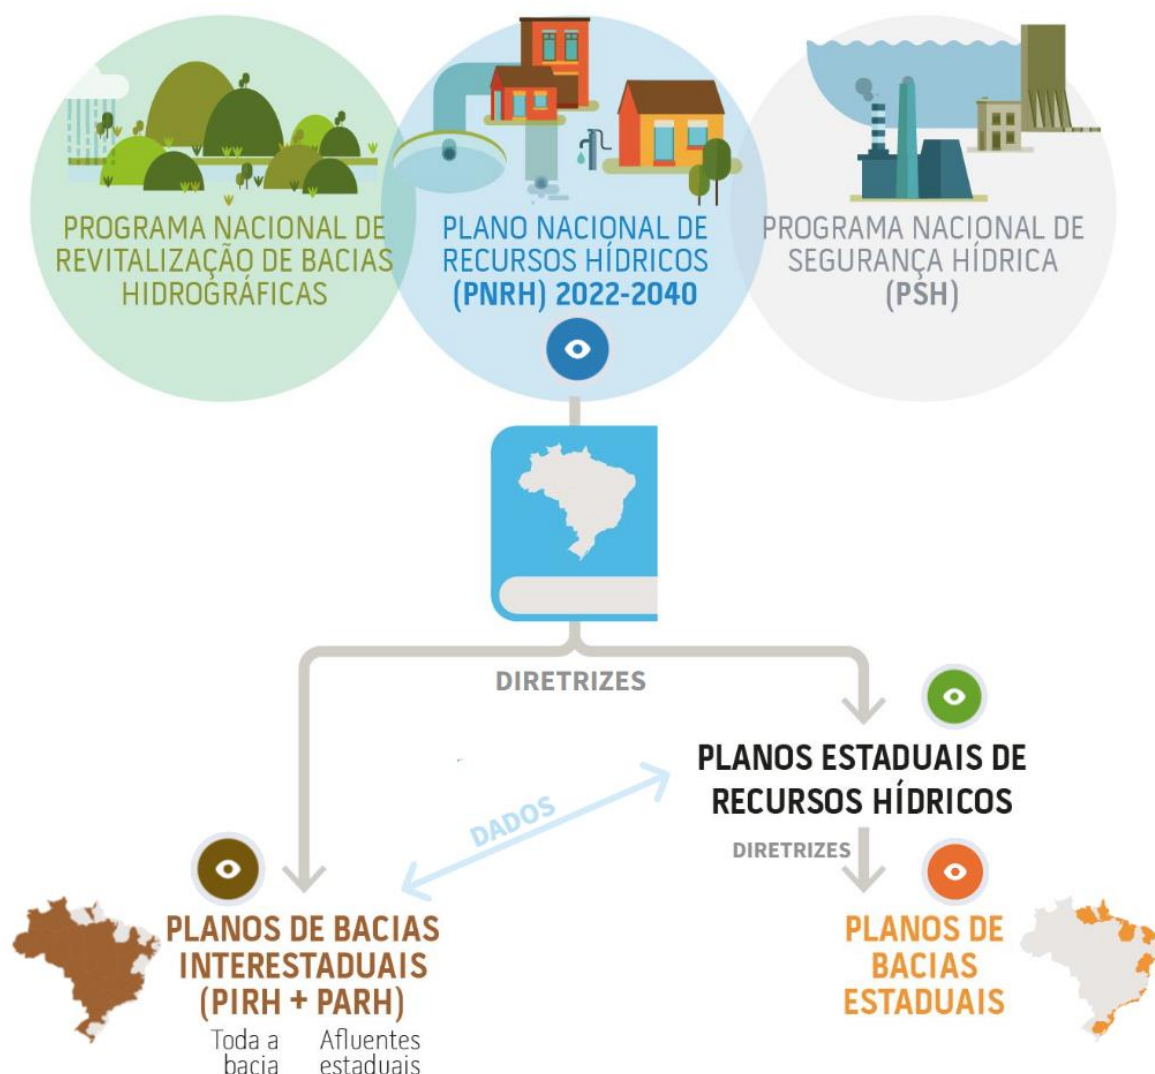 PROGRAMA NACIONAL DE
REVITALIZAÇÃO DE BACIAS
HIDROGRÁFICAS
PLANO NACIONAL DE
RECURSOS HÍDRICOS
(PNRH) 2022-2040
PROGRAMA NACIONAL DE
SEGURANÇA HÍDRICA
(PSH)
DIRETRIZES
PLANOS ESTADUAIS DE
RECURSOS HÍDRICOS
DADOS
DIRETRIZES
PLANOS DE BACIAS
INTERESTADUAIS
(PIRH + PARH)
Toda a
bacia
Afluentes
estaduais
PLANOS DE
BACIAS
ESTADUAIS